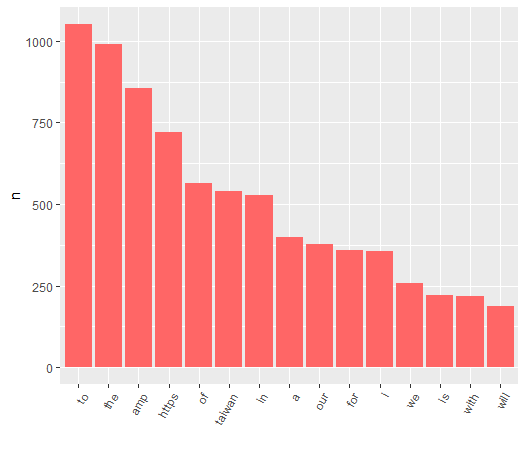 1000
750
n
500
250
0
to the amp https of taiwan in a our for i we is with will